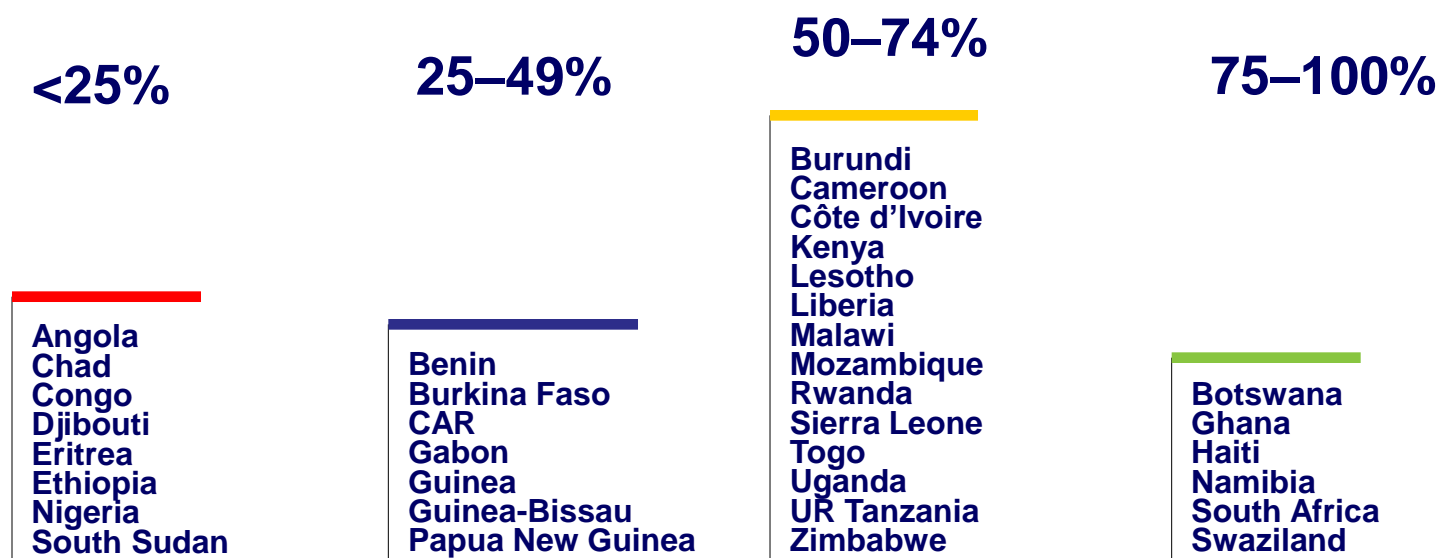 <25%
Angola
Chad
Congo
Djibouti
Eritrea
Ethiopia
Nigeria
South Sudan
25–49%
Benin
Burkina Faso
CAR
Gabon
Guinea
Guinea-Bissau
Papua New Guinea
50–74%
Burundi
Cameroon
Côte d’Ivoire
Kenya
Lesotho
Liberia
Malawi
Mozambique
Rwanda
Sierra Leone
Togo
Uganda
UR Tanzania
Zimbabwe
75–100%
Botswana
Ghana
Haiti
Namibia
South Africa
Swaziland